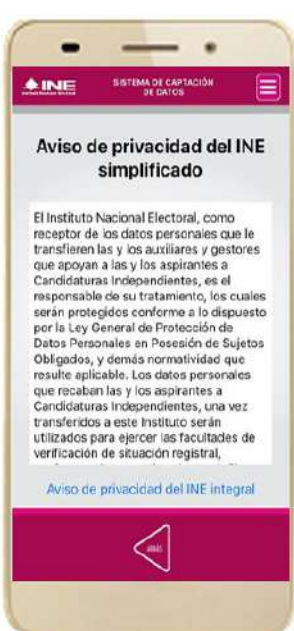 INE
SISTEMA DE CAPTACIÓN
DE DATOS
Aviso de privacidad del INE
simplificado
El Instituto Nacional Electoral, como
receptor de los datos personales que le
transfieren las y los auxiliares y gestores
que apoyan a las y los aspirantes a
Candidaturas Independientes, es el
responsable de su tratamiento, los cuales
serán protegidos conforme a lo dispuesto
por la Ley General de Protección de
Datos Personales en Posesión de Sujetos
Obligados, y demás normatividad que
resulte aplicable. Los datos personales
que recaban las y los aspirantes a
Candidaturas Independientes, una vez
transferidos a este Instituto serán
utilizados para ejercer las facultades de
verificación de situación registral,
Aviso de privacidad del INE integral
ATRÁS